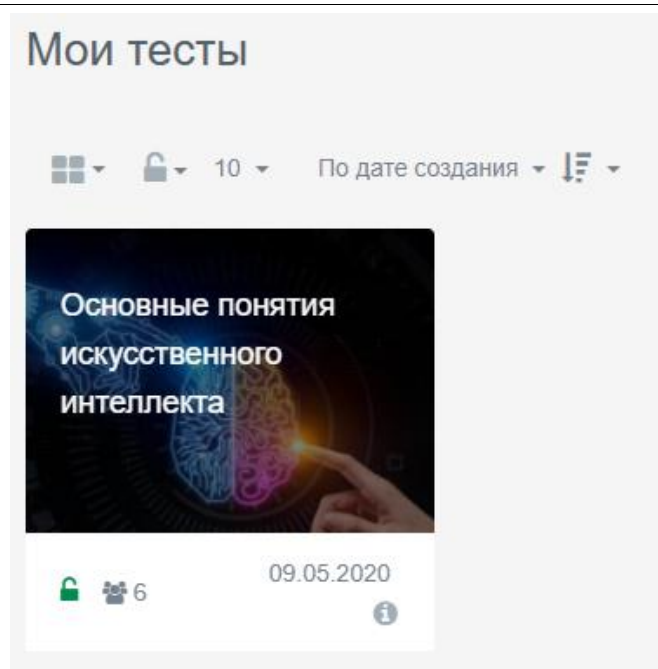 Мои тесты
10 По дате создания
Основные понятия
искусственного
интеллекта
6 09.05.2020